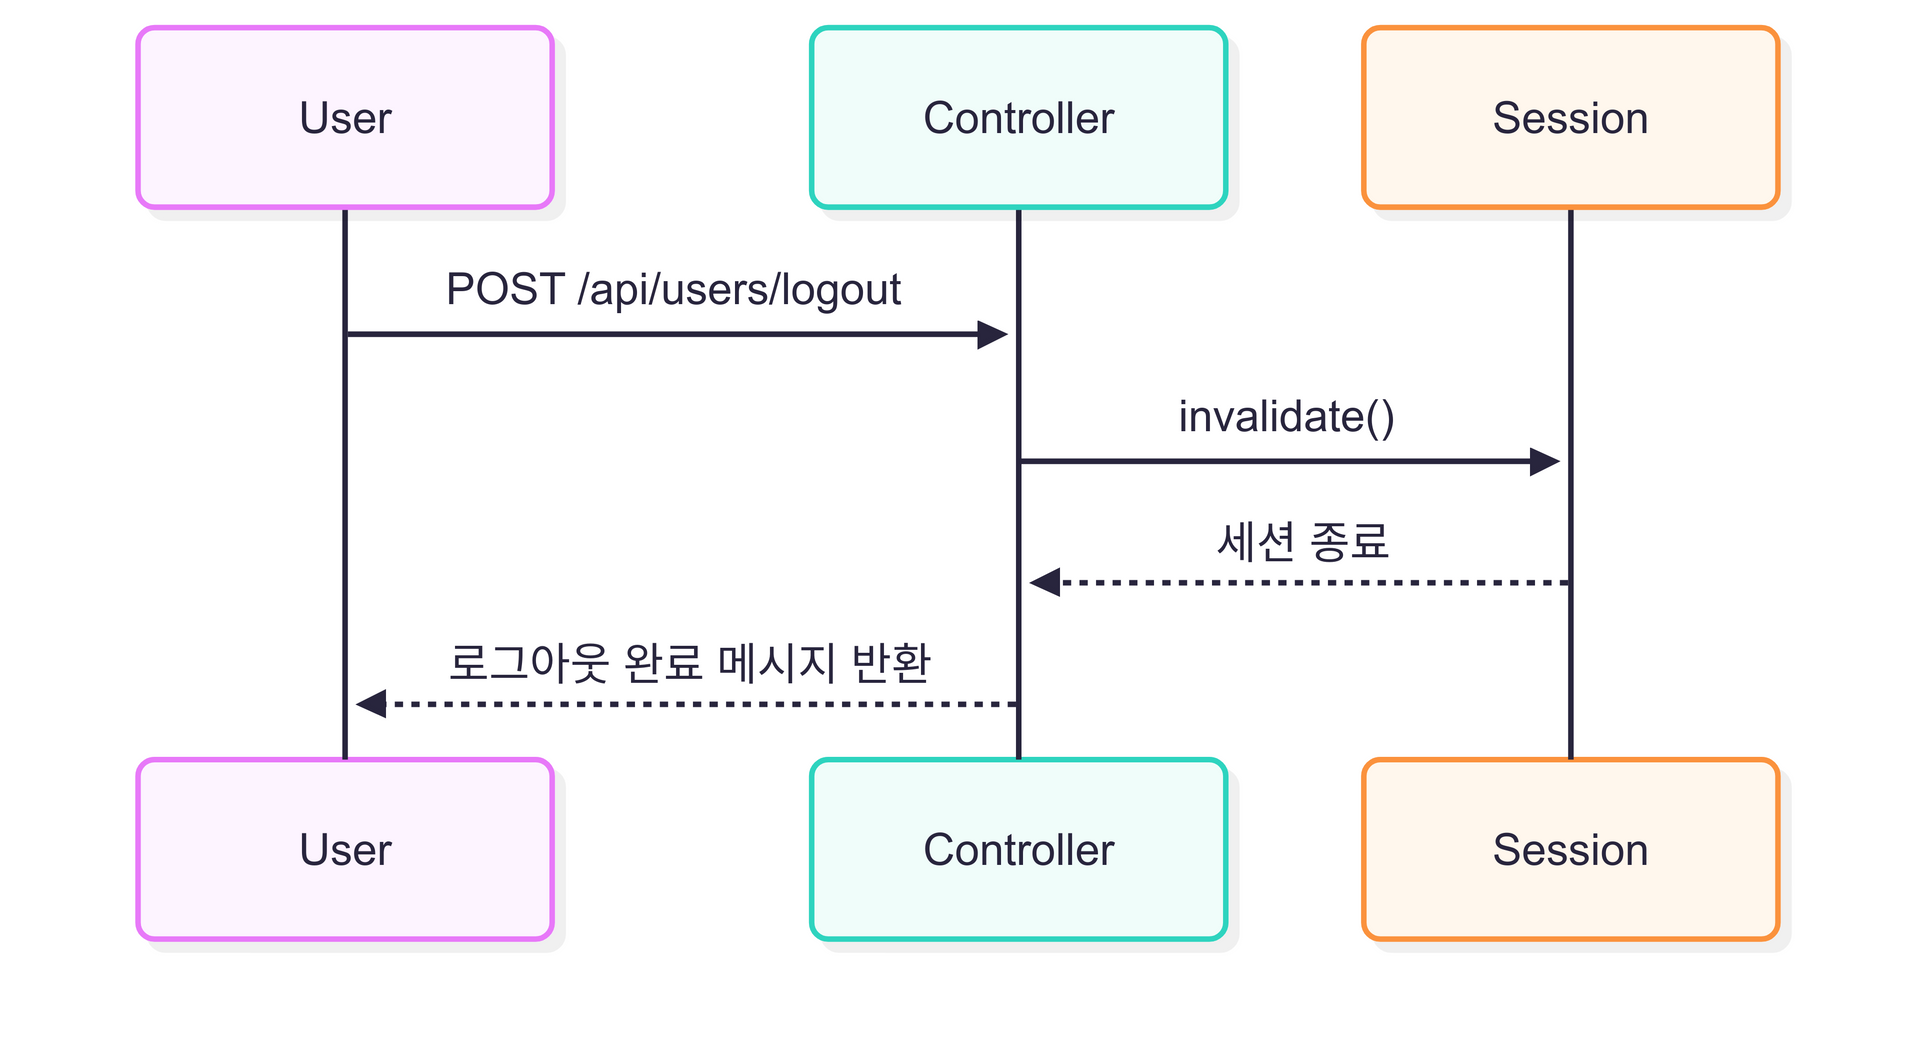 User
Controller
Session
POST /api/users/logout
invalidate()
세션 종료
로그아웃 완료 메시지 반환
User
Controller
Session